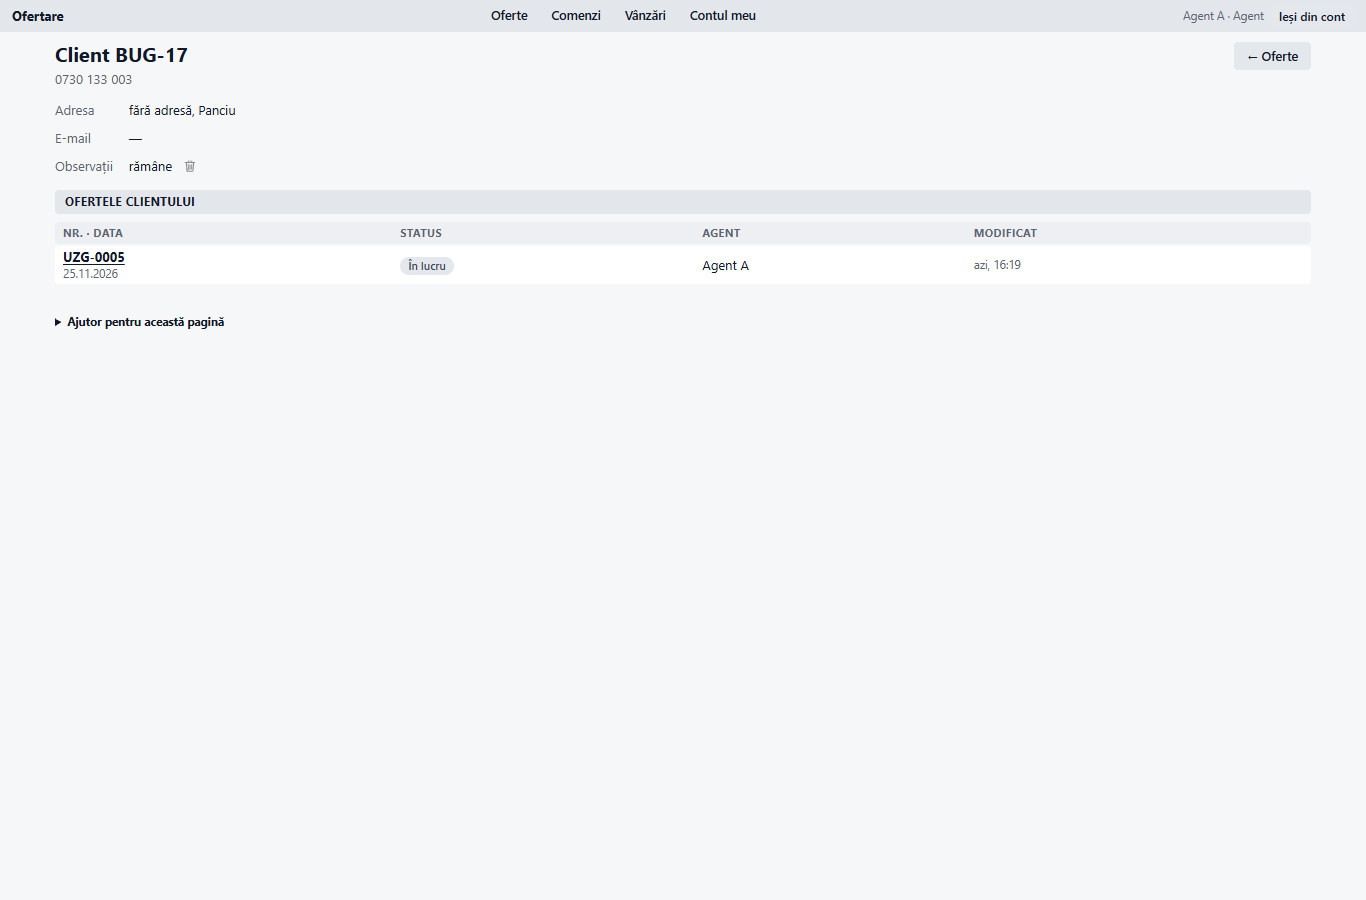 Ofertare Oferte Comenzi Vânzări Contul meu Agent A · Agent Ieși din cont
Client BUG-17 ← Oferte
0730 133 003
Adresa fără adresă, Panciu
E-mail —
Observații rămâne
OFERTELE CLIENTULUI
NR. · DATA STATUS AGENT MODIFICAT
UZG-0005 În lucru Agent A azi, 16:19
25.11.2026
Ajutor pentru această pagină